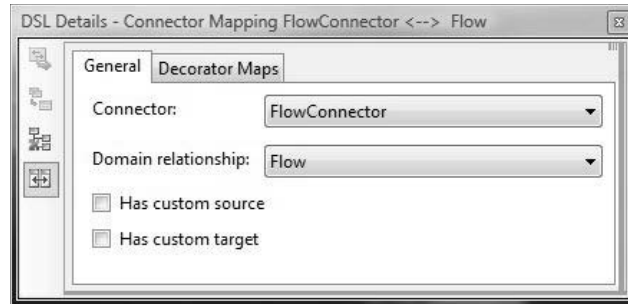 DSL Details - Connector Mapping FlowConnector <--> Flow
General Decorator Maps
Connector: FlowConnector
Domain relationship: Flow
Has custom source
Has custom target